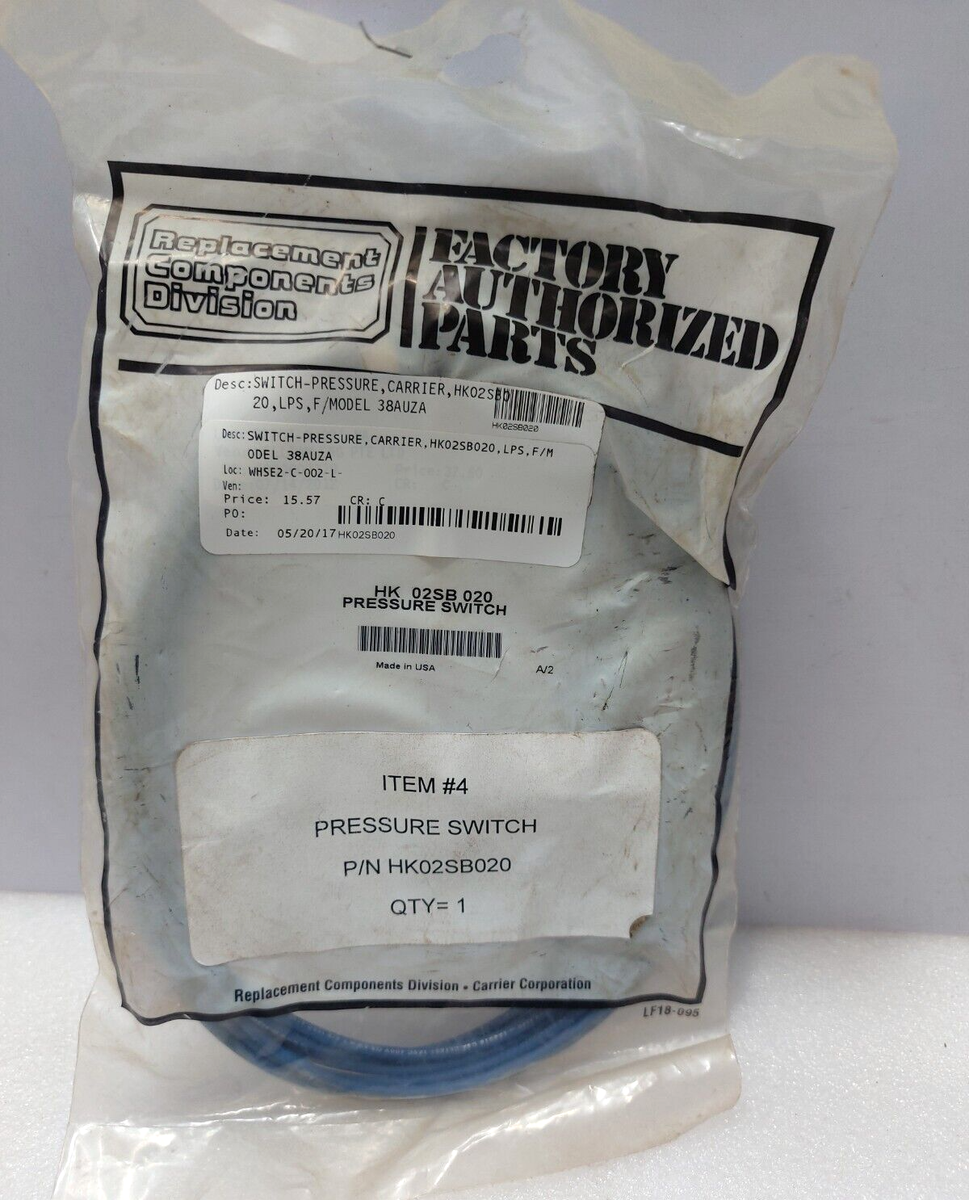 Replacement
Components
Division
FACTORY
AUTHORIZED
PARTS
Desc:SWITCH-PRESSURE,CARRIER,HK02SB0
20,LPS,F/MODEL 38AUZA
HK02SB020
Desc:SWITCH-PRESSURE,CARRIER,HK02SB020,LPS,F/M
ODEL 38AUZA
Loc: WHSE2-C-002-L-
Ven:
Price: 15.57 CR: C
PO:
Date: 05/20/17 HK02SB020
HK 02SB 020
PRESSURE SWITCH
Made in USA A/2
ITEM #4
PRESSURE SWITCH
P/N HK02SB020
QTY= 1
Replacement Components Division • Carrier Corporation
LF18-095